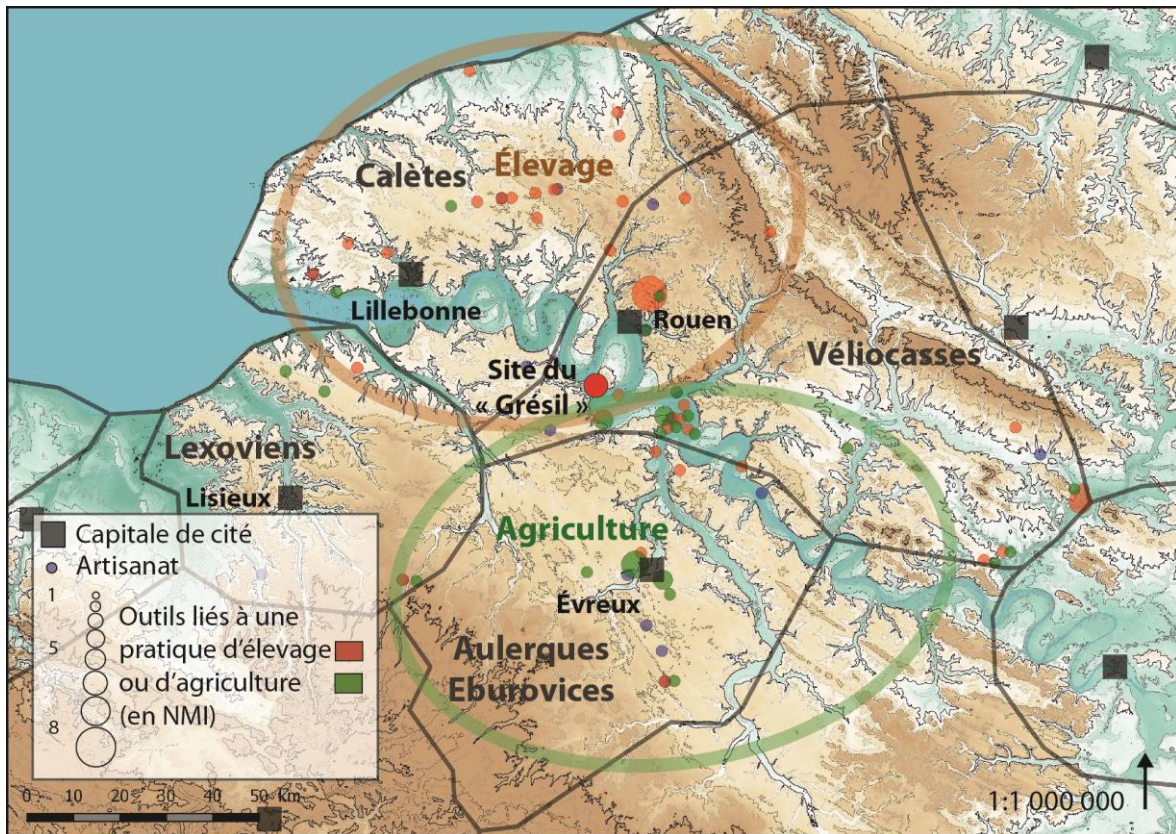 Calètes
Élevage
Lillebonne
Rouen
Véliocasses
Site du
« Grésil »
Lexoviens
Lisieux
Agriculture
Évreux
Aulerques
Eburovices
Capitale de cité
Artisanat
1
5
8
Outils liés à une
pratique d'élevage
ou d'agriculture
(en NMI)
0 10 20 30 40 50 Km
1:1 000 000